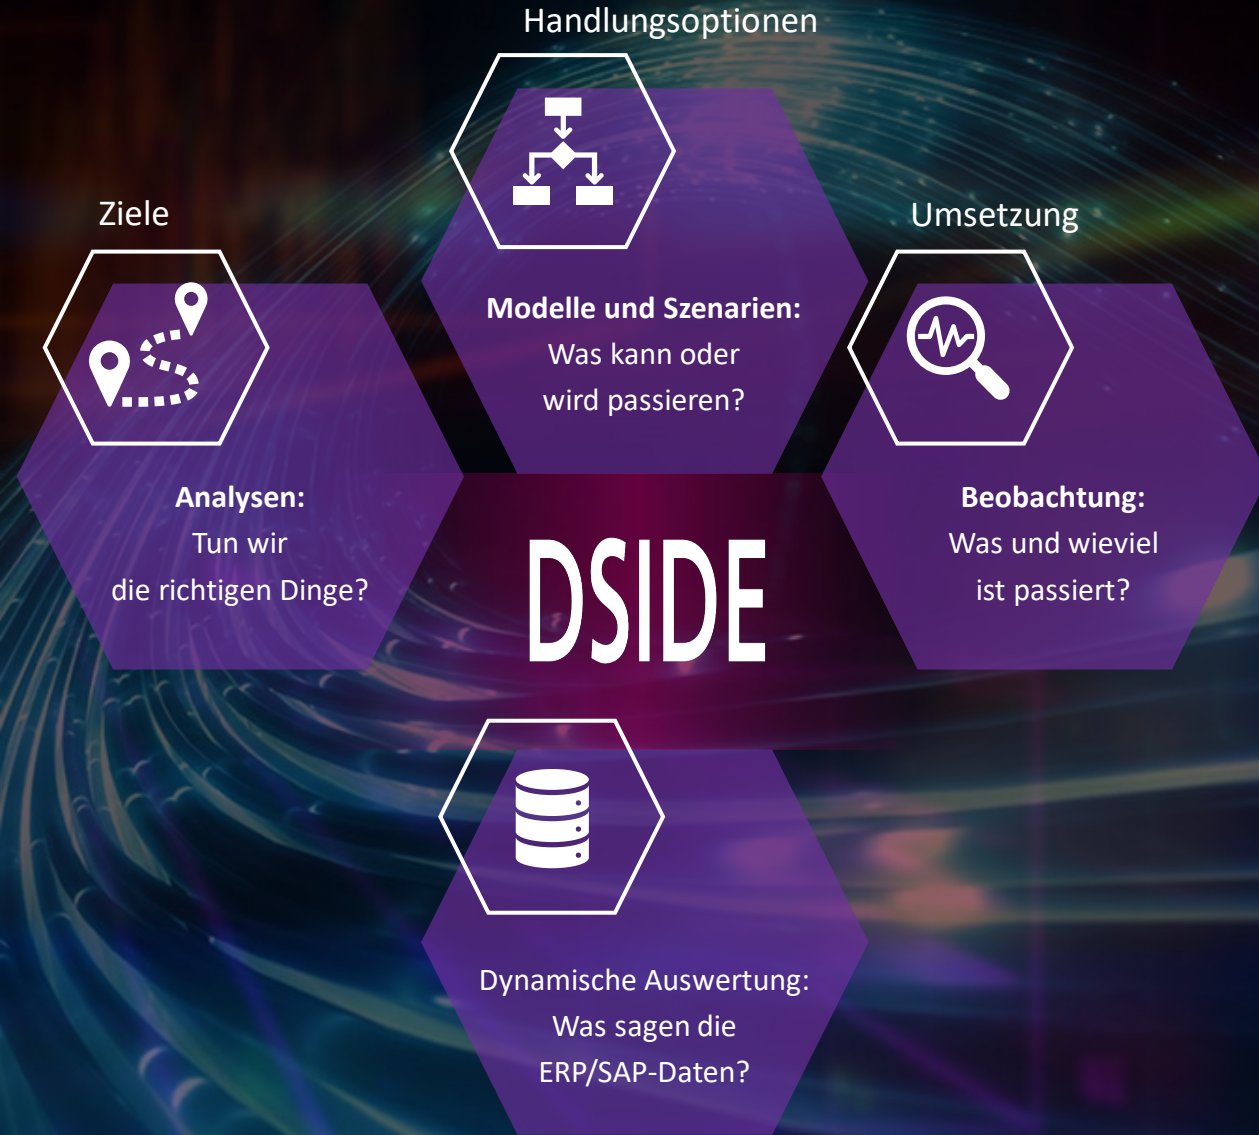 Handlungsoptionen
Modelle und Szenarien:
Was kann oder
wird passieren?
Ziele
Analysen:
Tun wir
die richtigen Dinge?
Umsetzung
Beobachtung:
Was und wieviel
ist passiert?
DSIDE
Dynamische Auswertung:
Was sagen die
ERP/SAP-Daten?